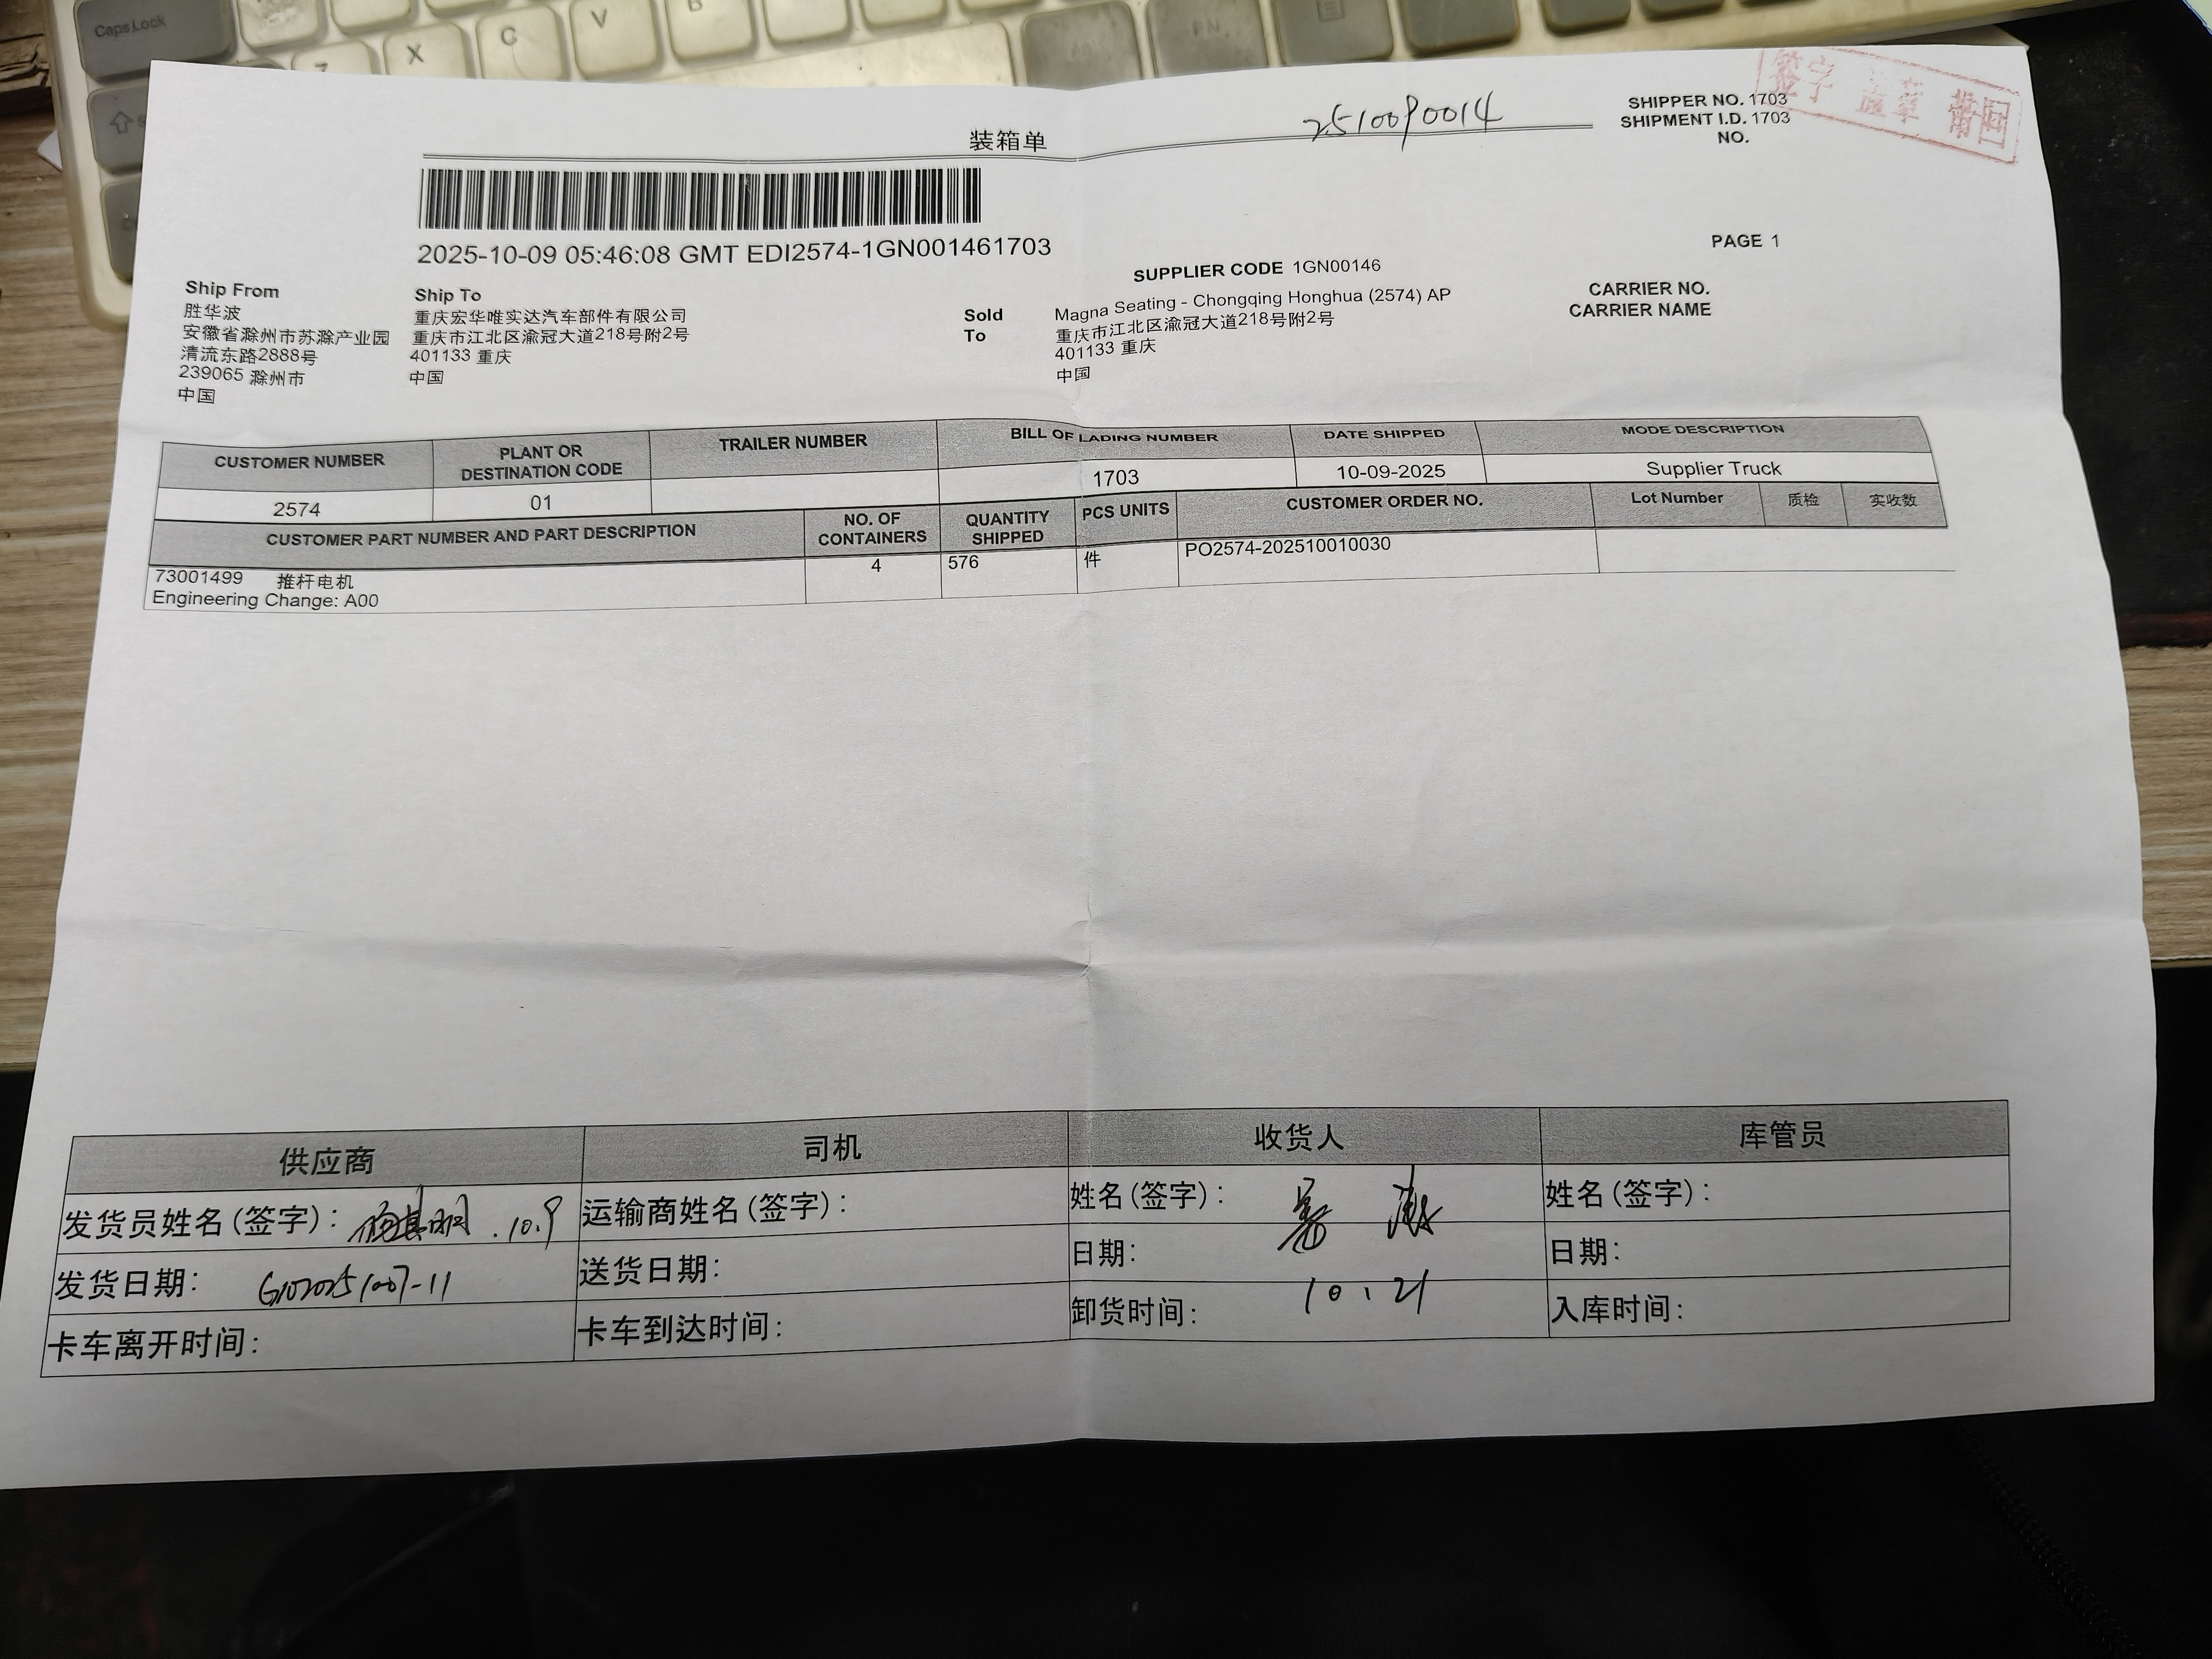 CapsLock
Z X C V B
签字 盖章 带回
2510090014
SHIPPER NO. 1703
SHIPMENT I.D. 1703
NO.
装箱单
2025-10-09 05:46:08 GMT EDI2574-1GN001461703
PAGE 1
SUPPLIER CODE 1GN00146
CARRIER NO.
CARRIER NAME
Ship From
胜华波
安徽省滁州市苏滁产业园
清流东路2888号
239065 滁州市
中国
Ship To
重庆宏华唯实达汽车部件有限公司
重庆市江北区渝冠大道218号附2号
401133 重庆
中国
Sold
To
Magna Seating - Chongqing Honghua (2574) AP
重庆市江北区渝冠大道218号附2号
401133 重庆
中国
CUSTOMER NUMBER PLANT OR DESTINATION CODE TRAILER NUMBER BILL OF LADING NUMBER DATE SHIPPED MODE DESCRIPTION
2574 01 1703 10-09-2025 Supplier Truck
CUSTOMER PART NUMBER AND PART DESCRIPTION NO. OF CONTAINERS QUANTITY SHIPPED PCS UNITS CUSTOMER ORDER NO. Lot Number 质检 实收数
73001499 推杆电机 4 576 件 PO2574-202510010030
Engineering Change: A00
供应商 司机 收货人 库管员
发货员姓名(签字): 10.9 运输商姓名(签字): 姓名(签字): 姓名(签字):
发货日期: 送货日期: 日期: 日期:
卡车离开时间: 卡车到达时间: 卸货时间: 10.21 入库时间: